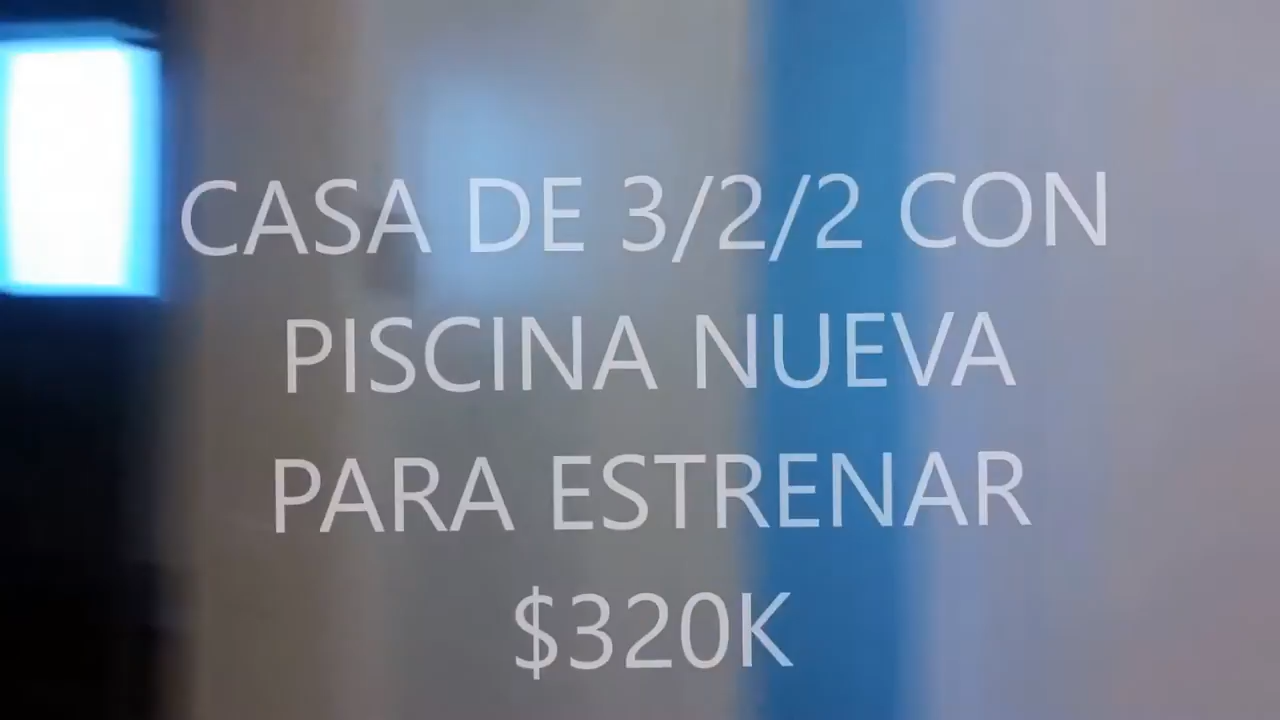 CASA DE 3/2/2 CON
PISCINA NUEVA
PARA ESTRENAR
$320K